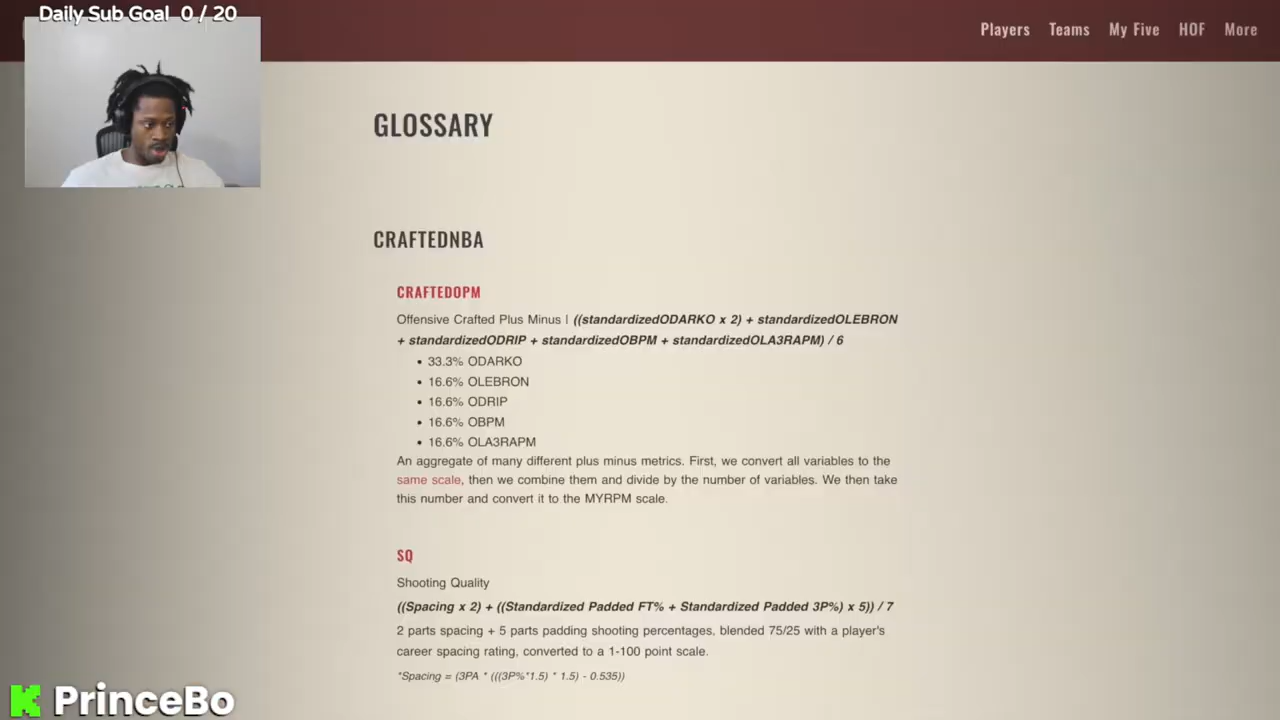 Daily Sub Goal 0 / 20
Players Teams My Five HOF More
GLOSSARY
CRAFTEDNBA
CRAFTEDOPM
Offensive Crafted Plus Minus | ((standardizedODARKO x 2) + standardizedOLEBRON
+ standardizedODRIP + standardizedOBPM + standardizedOLA3RAPM) / 6
• 33.3% ODARKO
• 16.6% OLEBRON
• 16.6% ODRIP
• 16.6% OBPM
• 16.6% OLA3RAPM
An aggregate of many different plus minus metrics. First, we convert all variables to the
same scale, then we combine them and divide by the number of variables. We then take
this number and convert it to the MYRPM scale.
SQ
Shooting Quality
((Spacing x 2) + ((Standardized Padded FT% + Standardized Padded 3P%) x 5)) / 7
2 parts spacing + 5 parts padding shooting percentages, blended 75/25 with a player's
career spacing rating, converted to a 1-100 point scale.
*Spacing = (3PA * (((3P%*1.5) * 1.5) - 0.535))
K PrinceBo